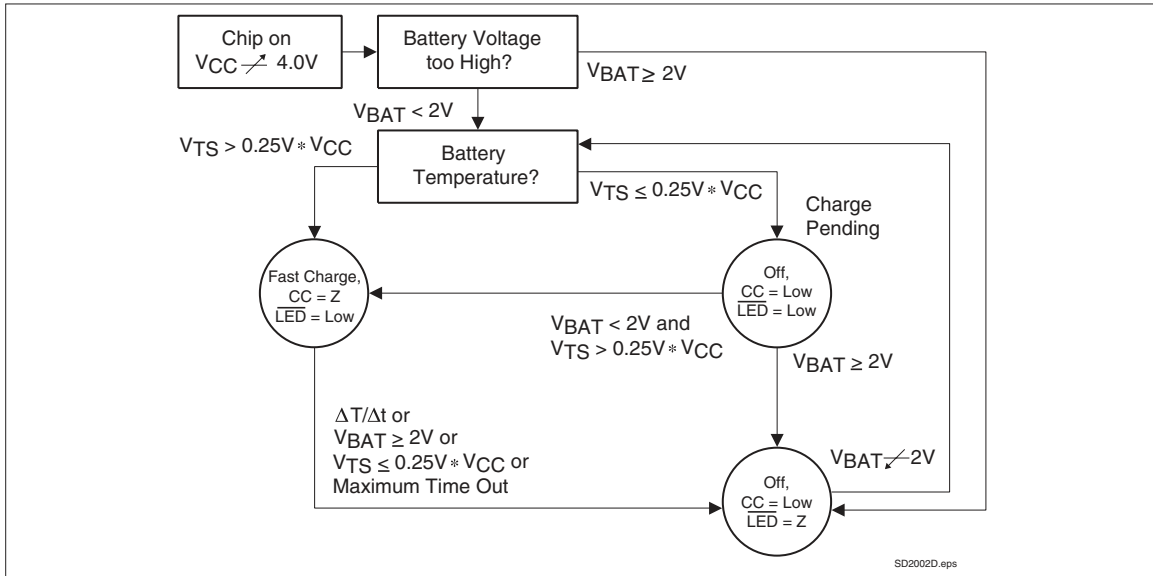 Chip on
VCC ↗ 4.0V
Battery Voltage
too High?
VBAT ≥ 2V
VBAT < 2V
VTS > 0.25V * VCC
Battery
Temperature?
VTS ≤ 0.25V * VCC
Charge
Pending
Fast Charge,
CC = Z
LED = Low
Off,
CC = Low
LED = Low
VBAT < 2V and
VTS > 0.25V * VCC
VBAT ≥ 2V
ΔT/Δt or
VBAT ≥ 2V or
VTS ≤ 0.25V * VCC or
Maximum Time Out
VBAT ↙ 2V
Off,
CC = Low
LED = Z
SD2002D.eps